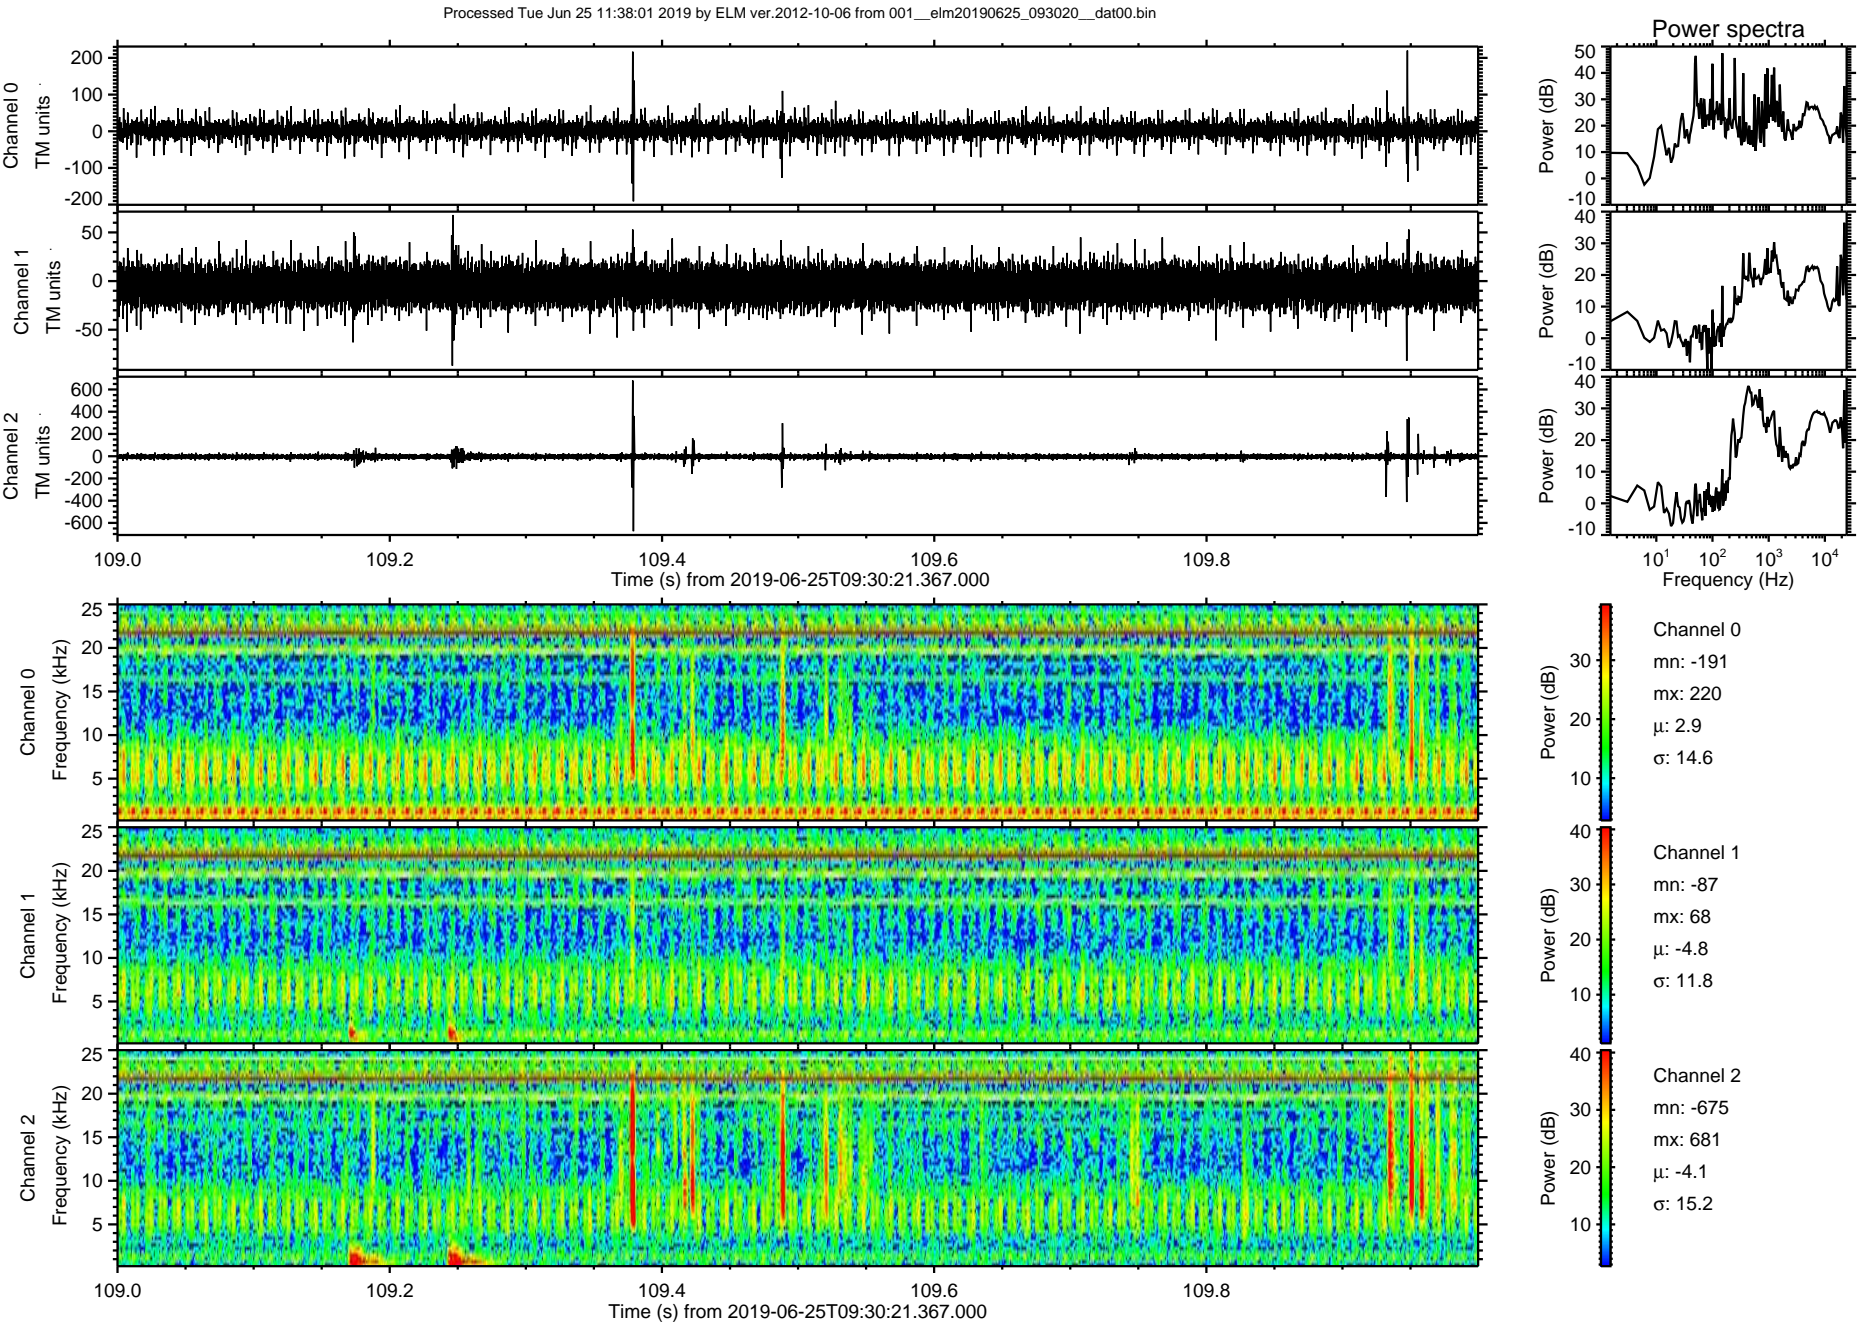 Processed Tue Jun 25 11:38:01 2019 by ELM ver.2012-10-06 from 001__elm20190625_093020__dat00.bin
Power spectra
Channel 0
TM units
200
100
0
-100
-200
Power (dB)
50
40
30
20
10
0
-10
Channel 1
TM units
50
0
-50
Power (dB)
40
30
20
10
0
-10
Channel 2
TM units
600
400
200
0
-200
-400
-600
Power (dB)
40
30
20
10
0
-10
109.0 109.2 109.4 109.6 109.8
Time (s) from 2019-06-25T09:30:21.367.000
10¹ 10² 10³ 10⁴
Frequency (Hz)
Channel 0
Frequency (kHz)
25
20
15
10
5
Power (dB)
30
20
10
Channel 0
mn: -191
mx: 220
μ: 2.9
σ: 14.6
Channel 1
Frequency (kHz)
25
20
15
10
5
Power (dB)
40
30
20
10
Channel 1
mn: -87
mx: 68
μ: -4.8
σ: 11.8
Channel 2
Frequency (kHz)
25
20
15
10
5
Power (dB)
40
30
20
10
Channel 2
mn: -675
mx: 681
μ: -4.1
σ: 15.2
109.0 109.2 109.4 109.6 109.8
Time (s) from 2019-06-25T09:30:21.367.000